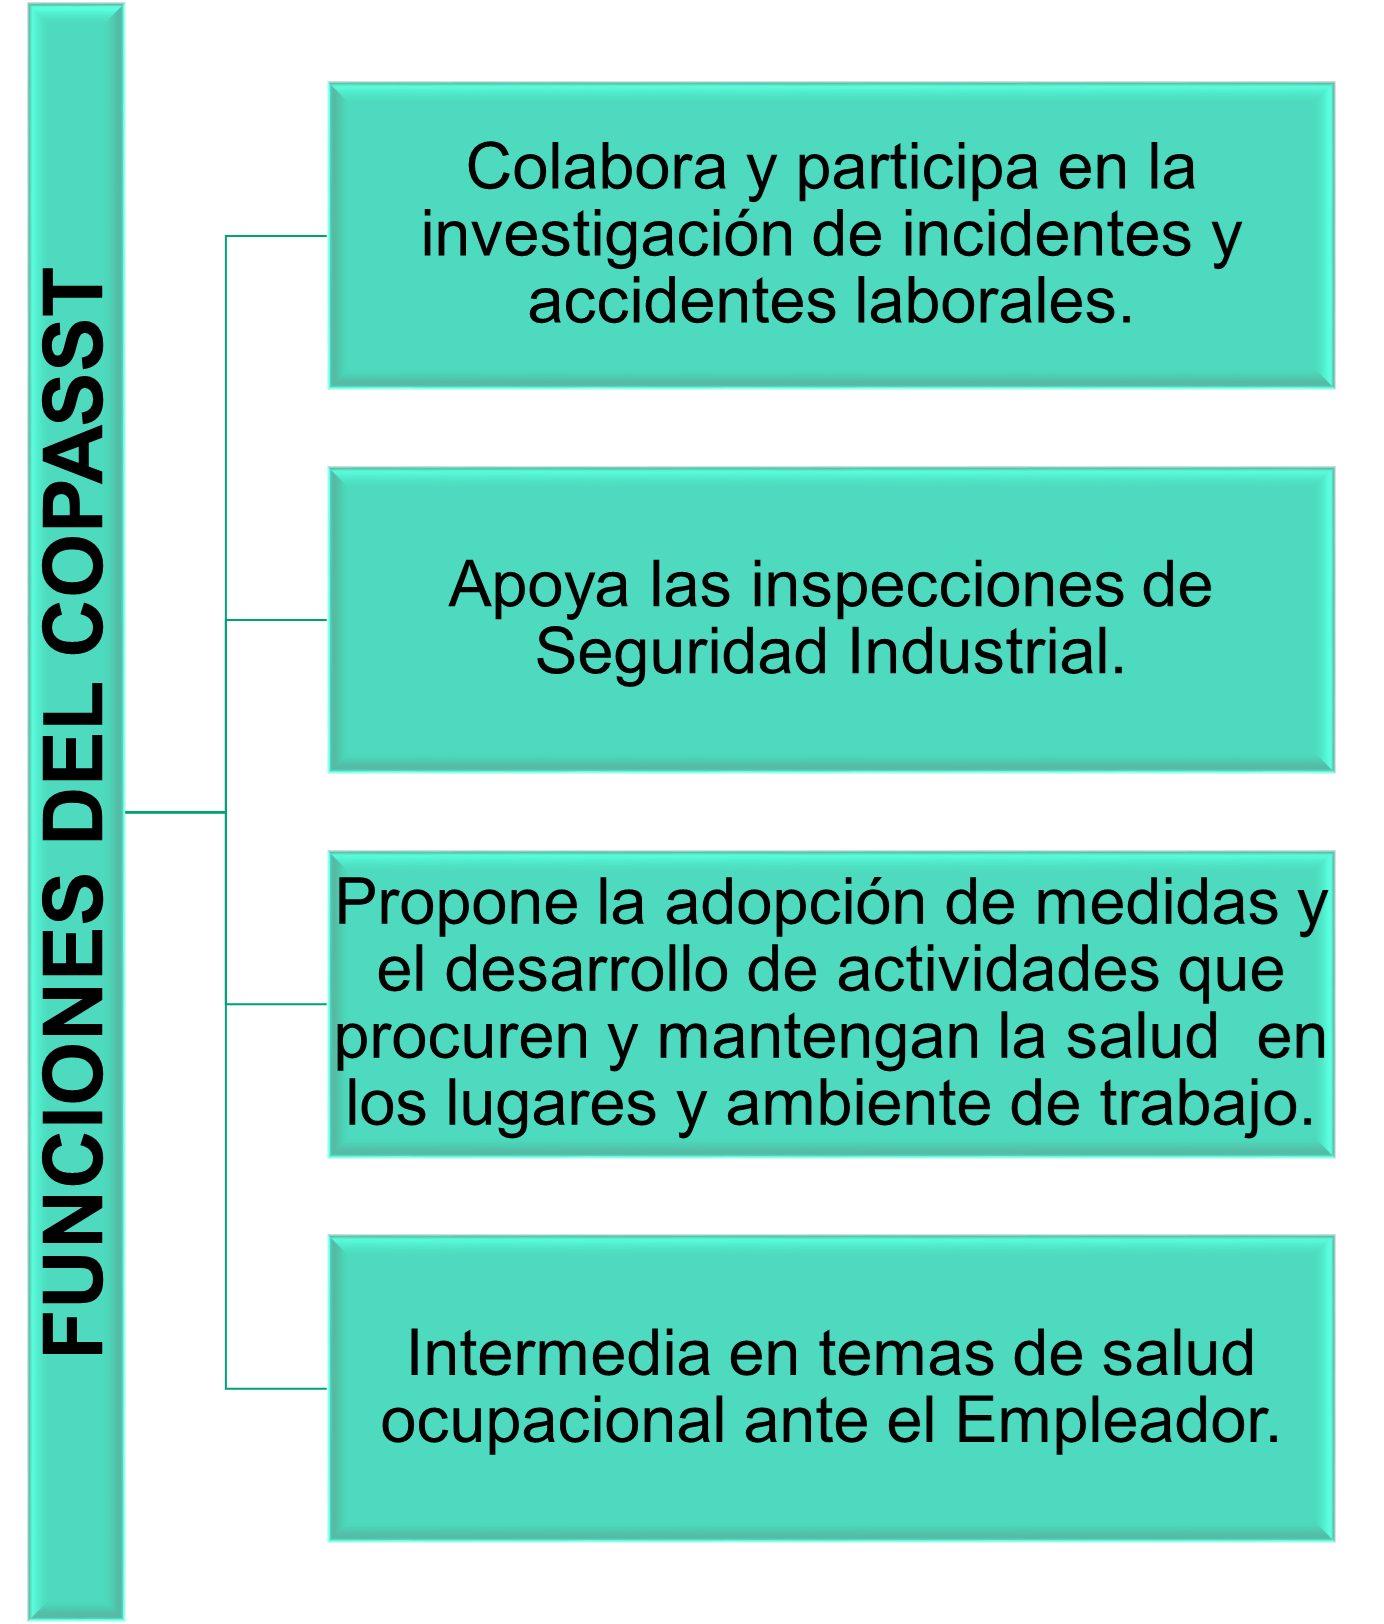 FUNCIONES DEL COPASST
Colabora y participa en la
investigación de incidentes y
accidentes laborales.
Apoya las inspecciones de
Seguridad Industrial.
Propone la adopción de medidas y
el desarrollo de actividades que
procuren y mantengan la salud  en
los lugares y ambiente de trabajo.
Intermedia en temas de salud
ocupacional ante el Empleador.